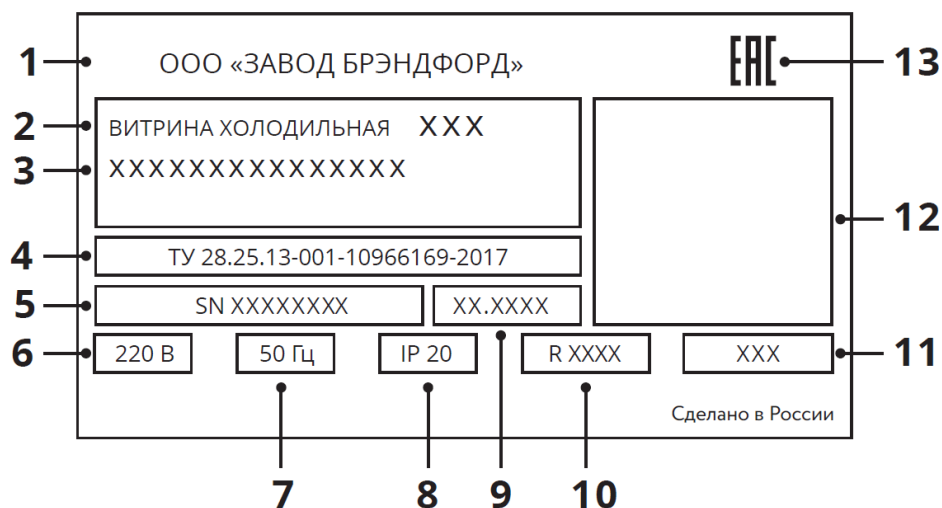 1 ООО «ЗАВОД БРЭНДФОРД» EAC 13
2 ВИТРИНА ХОЛОДИЛЬНАЯ XXX
3 XXXXXXXXXXXXXXX
12
4 ТУ 28.25.13-001-10966169-2017
5 SN XXXXXXXX XX.XXXX
6 220 В 50 Гц IP 20 R XXXX XXX 11
Сделано в России
7 8 9 10